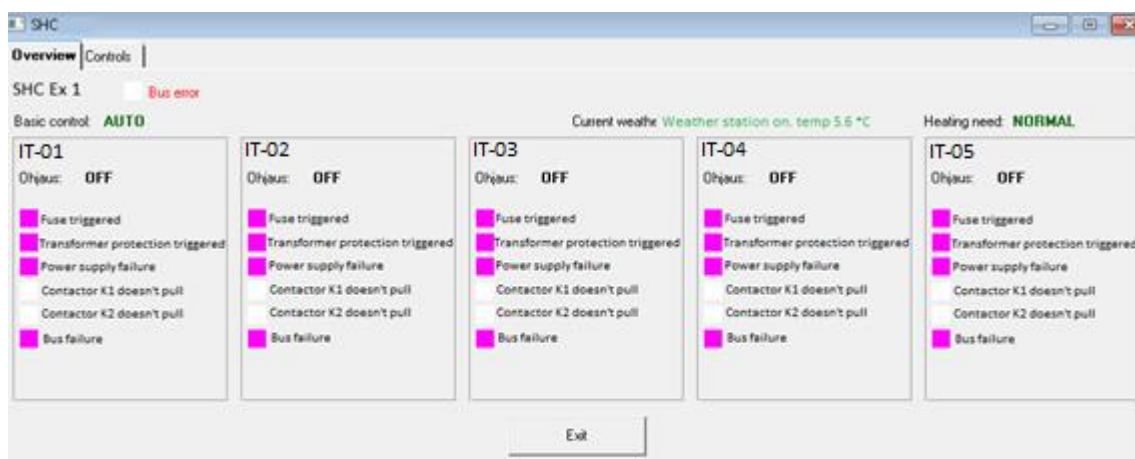 SHC
Overview Controls
SHC Ex 1 Bus error
Basic control: AUTO Current weathe Weather station on. temp 5.6 °C Heating need: NORMAL
IT-01
Ohjaus: OFF
Fuse triggered
Transformer protection triggered
Power supply failure
Contactor K1 doesn't pull
Contactor K2 doesn't pull
Bus failure
IT-02
Ohjaus: OFF
Fuse triggered
Transformer protection triggered
Power supply failure
Contactor K1 doesn't pull
Contactor K2 doesn't pull
Bus failure
IT-03
Ohjaus: OFF
Fuse triggered
Transformer protection triggered
Power supply failure
Contactor K1 doesn't pull
Contactor K2 doesn't pull
Bus failure
IT-04
Ohjaus: OFF
Fuse triggered
Transformer protection triggered
Power supply failure
Contactor K1 doesn't pull
Contactor K2 doesn't pull
Bus failure
IT-05
Ohjaus: OFF
Fuse triggered
Transformer protection triggered
Power supply failure
Contactor K1 doesn't pull
Contactor K2 doesn't pull
Bus failure
Exit